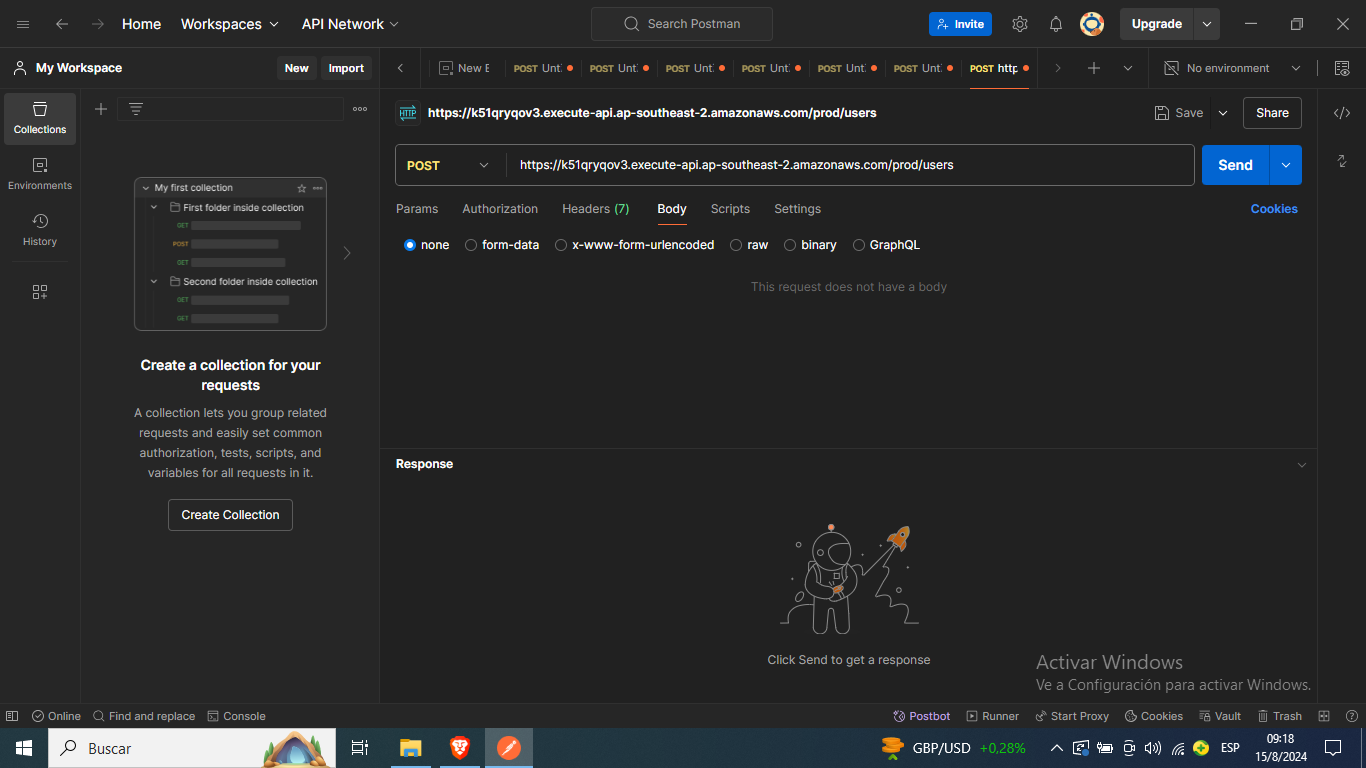 Home Workspaces API Network Search Postman Invite Upgrade
My Workspace New Import
New E POST Unt POST Unt POST Unt POST Unt POST Unt POST Unt POST http No environment
Collections
Environments
History
My first collection
First folder inside collection
GET
POST
GET
Second folder inside collection
GET
GET
Create a collection for your
requests
A collection lets you group related
requests and easily set common
authorization, tests, scripts, and
variables for all requests in it.
Create Collection
HTTP https://k51qryqov3.execute-api.ap-southeast-2.amazonaws.com/prod/users Save Share
POST https://k51qryqov3.execute-api.ap-southeast-2.amazonaws.com/prod/users Send
Params Authorization Headers (7) Body Scripts Settings Cookies
none form-data x-www-form-urlencoded raw binary GraphQL
This request does not have a body
Response
Click Send to get a response
Activar Windows
Ve a Configuración para activar Windows.
Online Find and replace Console Postbot Runner Start Proxy Cookies Vault Trash
Buscar GBP/USD +0,28% ESP 09:18
15/8/2024